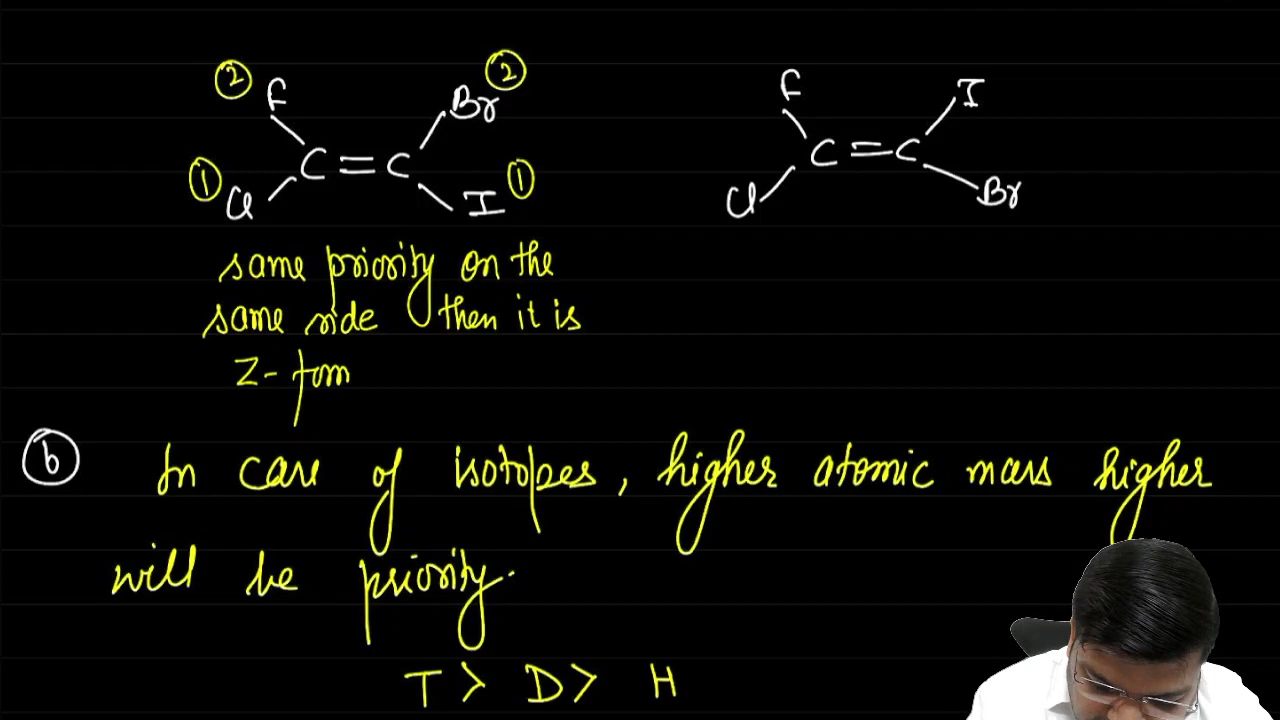 ② F Br ② F I
C = C C = C
① Cl I ① Cl Br
same priority on the
same side then it is
Z- form
ⓑ In case of isotopes, higher atomic mass higher
will be priority.
T > D > H